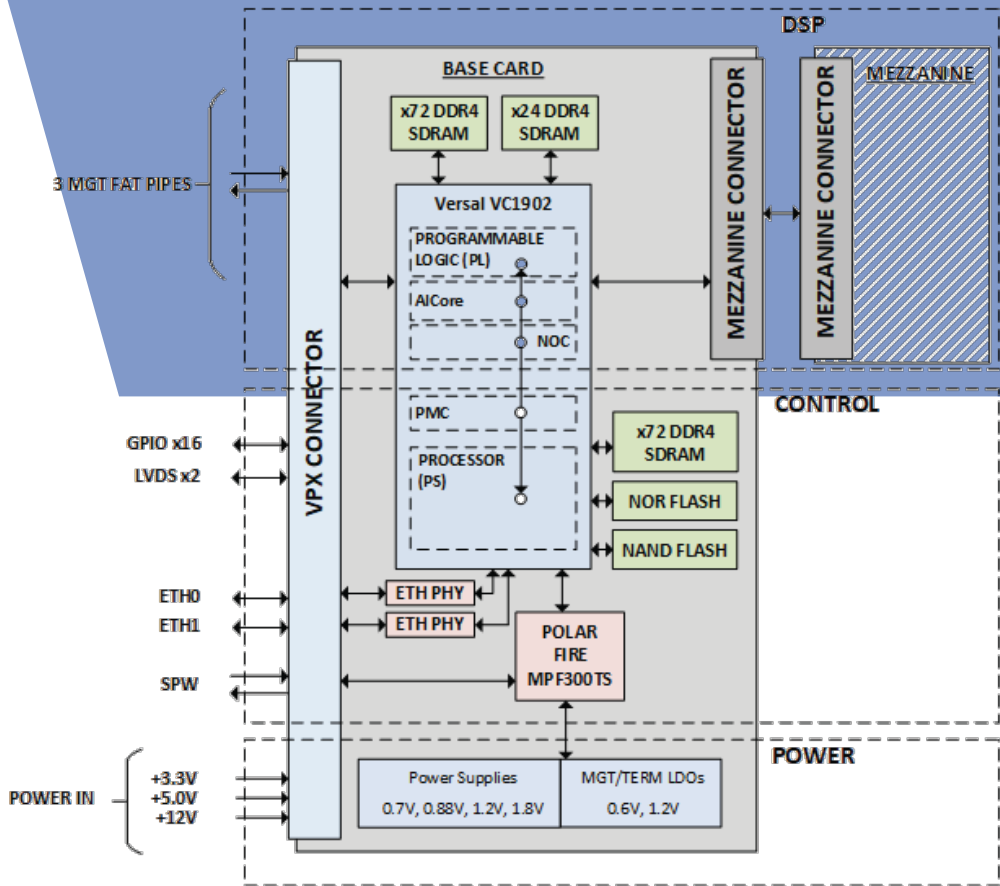 DSP
BASE CARD
MEZZANINE
x72 DDR4
SDRAM
x24 DDR4
SDRAM
3 MGT FAT PIPES
VPX CONNECTOR
MEZZANINE CONNECTOR
MEZZANINE CONNECTOR
Versal VC1902
PROGRAMMABLE
LOGIC (PL)
AICore
NOC
PMC
PROCESSOR
(PS)
CONTROL
x72 DDR4
SDRAM
NOR FLASH
NAND FLASH
GPIO x16
LVDS x2
ETH0
ETH1
SPW
ETH PHY
ETH PHY
POLAR
FIRE
MPF300TS
POWER
POWER IN
+3.3V
+5.0V
+12V
Power Supplies
0.7V, 0.88V, 1.2V, 1.8V
MGT/TERM LDOs
0.6V, 1.2V